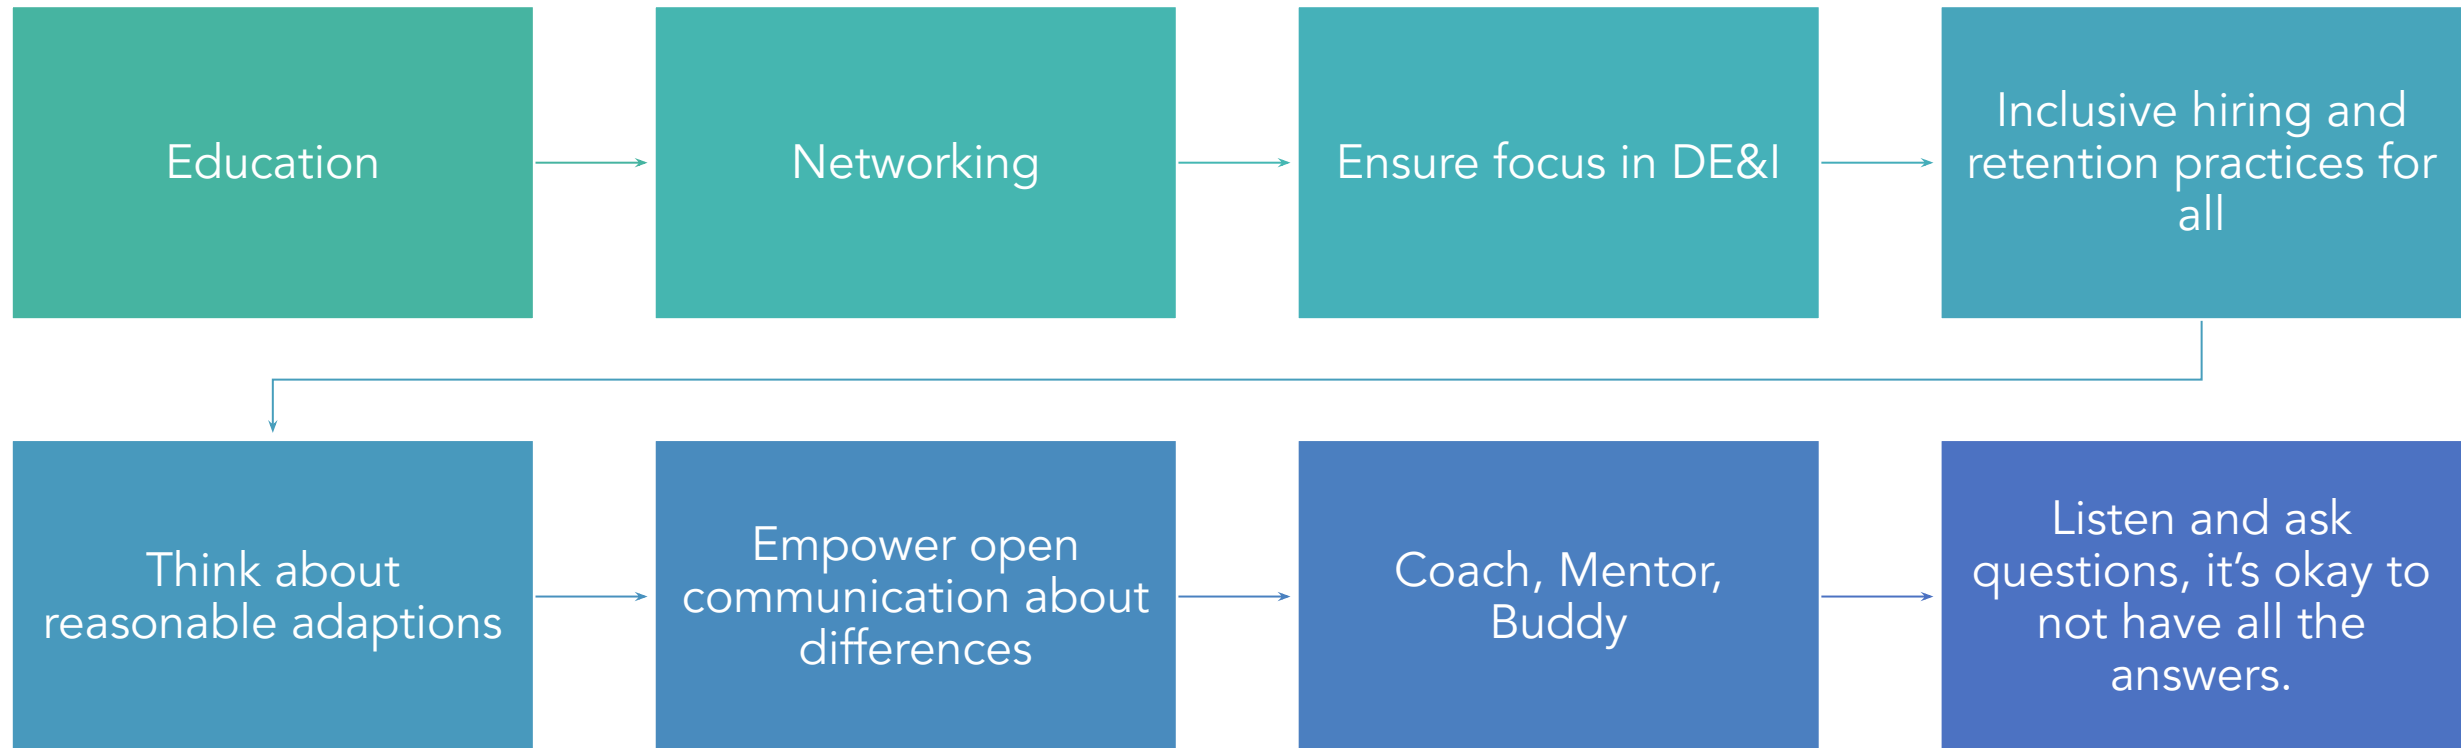 Education
Networking
Ensure focus in DE&I
Inclusive hiring and
retention practices for
all
Think about
reasonable adaptions
Empower open
communication about
differences
Coach, Mentor,
Buddy
Listen and ask
questions, it’s okay to
not have all the
answers.